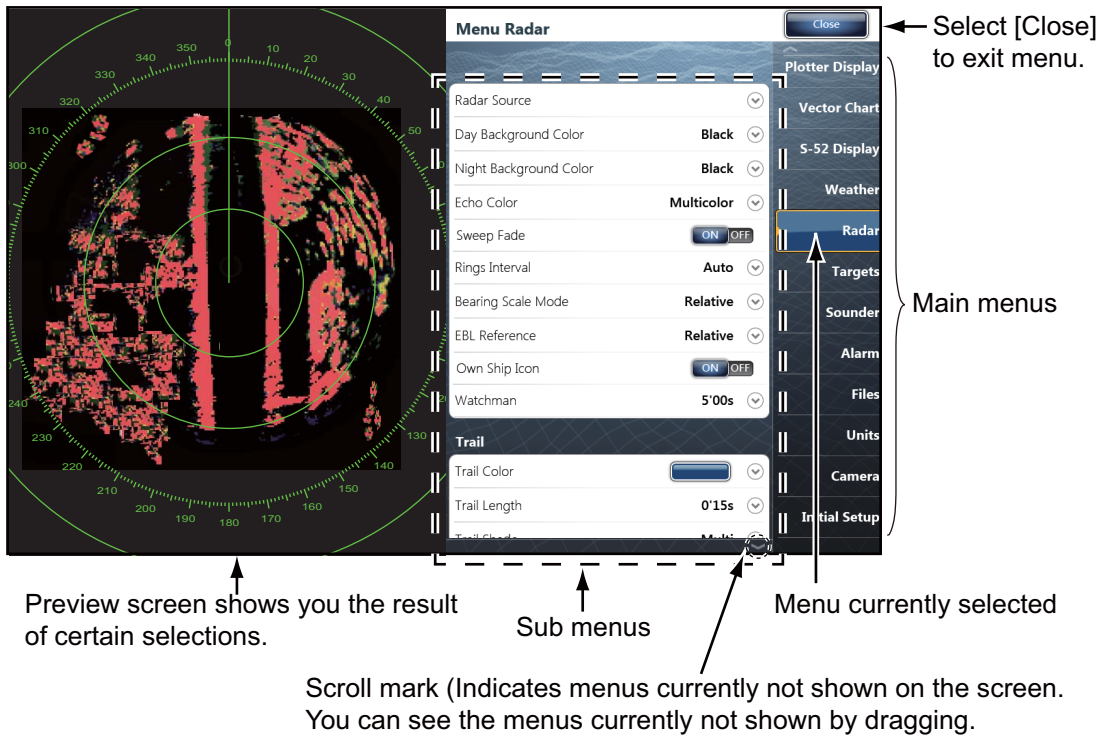 Menu Radar
Close
Select [Close]
to exit menu.
Plotter Display
Vector Chart
S-52 Display
Weather
Radar
Targets
Sounder
Alarm
Files
Units
Camera
Initial Setup
Main menus
Radar Source
Day Background Color Black
Night Background Color Black
Echo Color Multicolor
Sweep Fade ON OFF
Rings Interval Auto
Bearing Scale Mode Relative
EBL Reference Relative
Own Ship Icon ON OFF
Watchman 5'00s
Trail
Trail Color
Trail Length 0'15s
Trail Shade Multi
340 350 0 10 20
330 30
320 40
310 50
300
240
230 130
220 140
210 150
200 190 180 170 160
Preview screen shows you the result
of certain selections.
Sub menus
Menu currently selected
Scroll mark (Indicates menus currently not shown on the screen.
You can see the menus currently not shown by dragging.